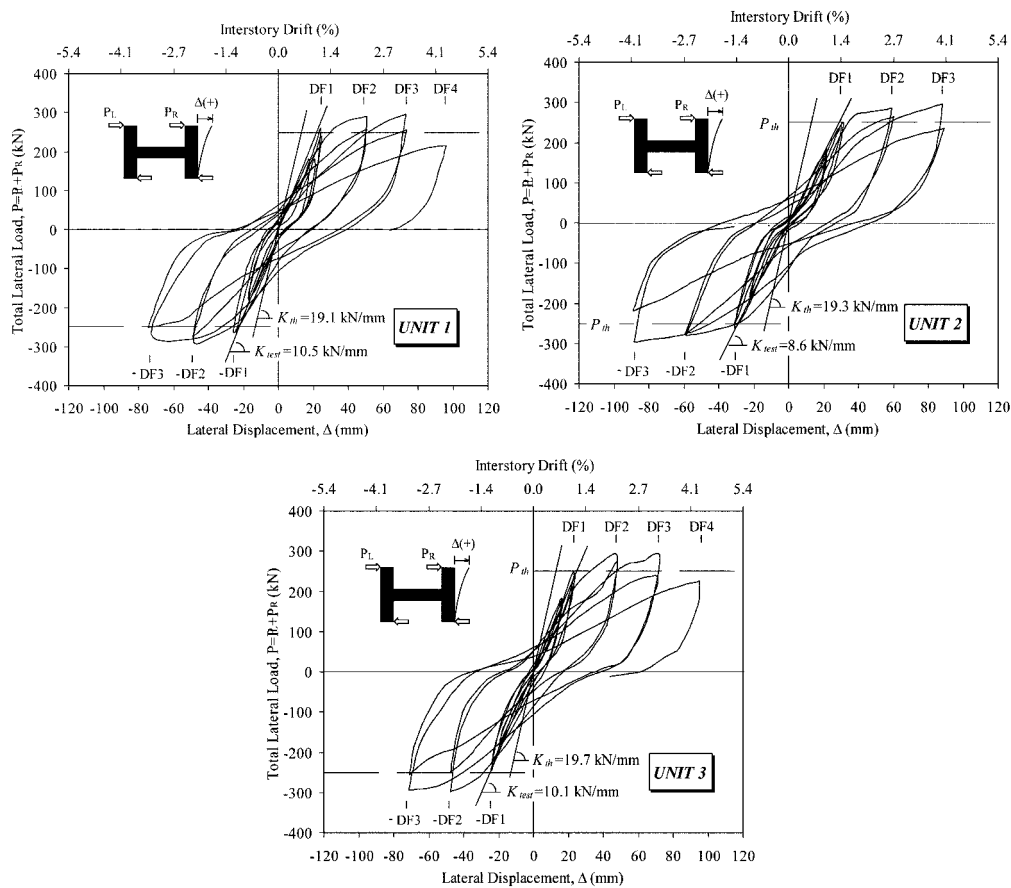 Interstory Drift (%)
-5.4 -4.1 -2.7 -1.4 0.0 1.4 2.7 4.1 5.4
400
300
200
100
0
-100
-200
-300
-400
Total Lateral Load, P=PL+PR (kN)
PL PR Δ(+)
DF1 DF2 DF3 DF4
Kth=19.1 kN/mm
UNIT 1
Ktest=10.5 kN/mm
-DF3 -DF2 -DF1
-120 -100 -80 -60 -40 -20 0 20 40 60 80 100 120
Lateral Displacement, Δ (mm)
Interstory Drift (%)
-5.4 -4.1 -2.7 -1.4 0.0 1.4 2.7 4.1 5.4
400
300
200
100
0
-100
-200
-300
-400
Total Lateral Load, P=PL+PR (kN)
PL PR Δ(+)
DF1 DF2 DF3
Pth
Kth=19.3 kN/mm
Pth
UNIT 2
Ktest=8.6 kN/mm
-DF3 -DF2 -DF1
-120 -100 -80 -60 -40 -20 0 20 40 60 80 100 120
Lateral Displacement, Δ (mm)
Interstory Drift (%)
-5.4 -4.1 -2.7 -1.4 0.0 1.4 2.7 4.1 5.4
400
300
200
100
0
-100
-200
-300
-400
Total Lateral Load, P=PL+PR (kN)
PL PR Δ(+)
DF1 DF2 DF3 DF4
Pth
Kth=19.7 kN/mm
UNIT 3
Ktest=10.1 kN/mm
-DF3 -DF2 -DF1
-120 -100 -80 -60 -40 -20 0 20 40 60 80 100 120
Lateral Displacement, Δ (mm)